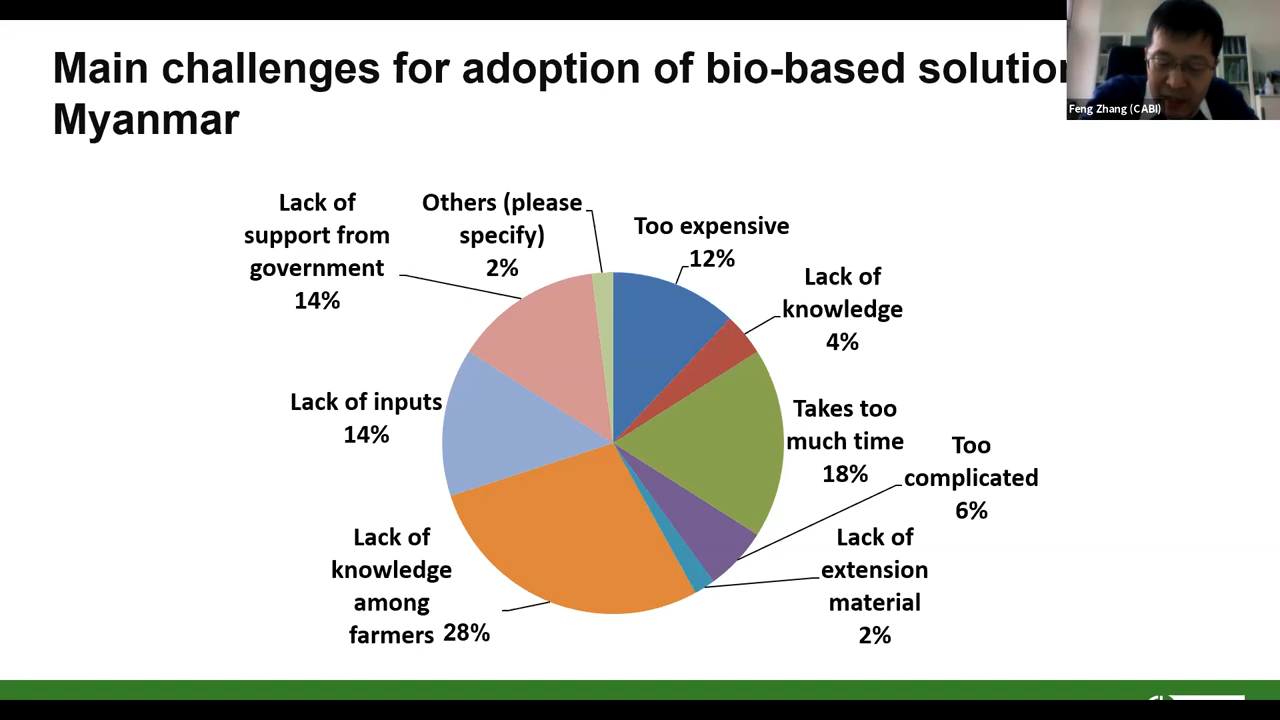 Main challenges for adoption of bio-based solution
Myanmar
Feng Zhang (CABI)
Lack of
support from
government
14%
Others (please
specify)
2%
Too expensive
12%
Lack of
knowledge
4%
Takes too
much time
18%
Too
complicated
6%
Lack of inputs
14%
Lack of
knowledge
among
farmers 28%
Lack of
extension
material
2%